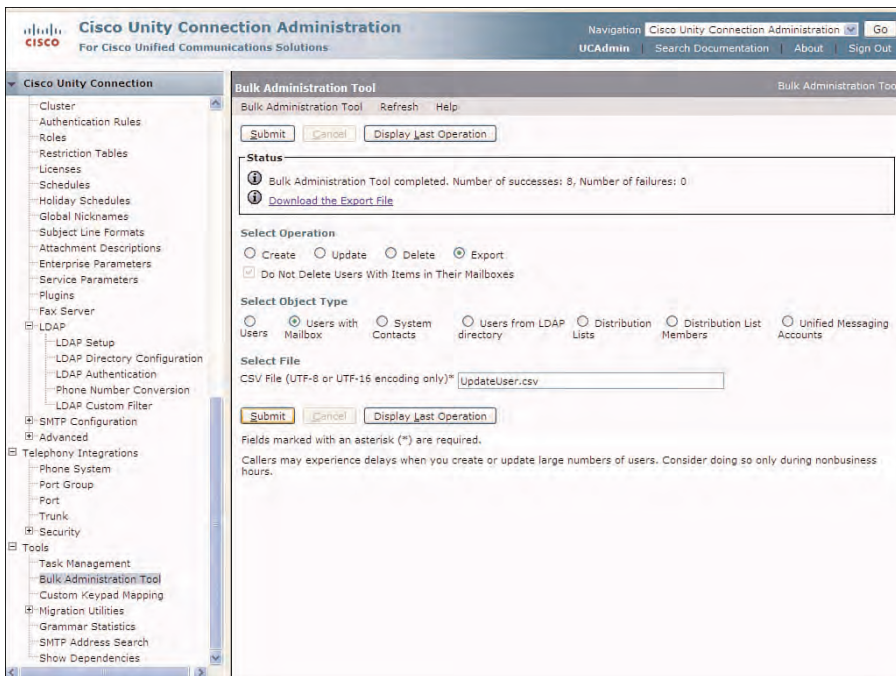 CISCO
Cisco Unity Connection Administration
For Cisco Unified Communications Solutions
Navigation Cisco Unity Connection Administration Go
UCAdmin | Search Documentation | About | Sign Out
Cisco Unity Connection
Cluster
Authentication Rules
Roles
Restriction Tables
Licenses
Schedules
Holiday Schedules
Global Nicknames
Subject Line Formats
Attachment Descriptions
Enterprise Parameters
Service Parameters
Plugins
Fax Server
LDAP
LDAP Setup
LDAP Directory Configuration
LDAP Authentication
Phone Number Conversion
LDAP Custom Filter
SMTP Configuration
Advanced
Telephony Integrations
Phone System
Port Group
Port
Trunk
Security
Tools
Task Management
Bulk Administration Tool
Custom Keypad Mapping
Migration Utilities
Grammar Statistics
SMTP Address Search
Show Dependencies
Bulk Administration Tool
Bulk Administration Too
Bulk Administration Tool Refresh Help
Submit Cancel Display Last Operation
Status
Bulk Administration Tool completed. Number of successes: 8, Number of failures: 0
Download the Export File
Select Operation
Create Update Delete Export
Do Not Delete Users With Items in Their Mailboxes
Select Object Type
Users
Users with Mailbox
System Contacts
Users from LDAP directory
Distribution Lists
Distribution List Members
Unified Messaging Accounts
Select File
CSV File (UTF-8 or UTF-16 encoding only)* UpdateUser.csv
Submit Cancel Display Last Operation
Fields marked with an asterisk (*) are required.
Callers may experience delays when you create or update large numbers of users. Consider doing so only during nonbusiness
hours.